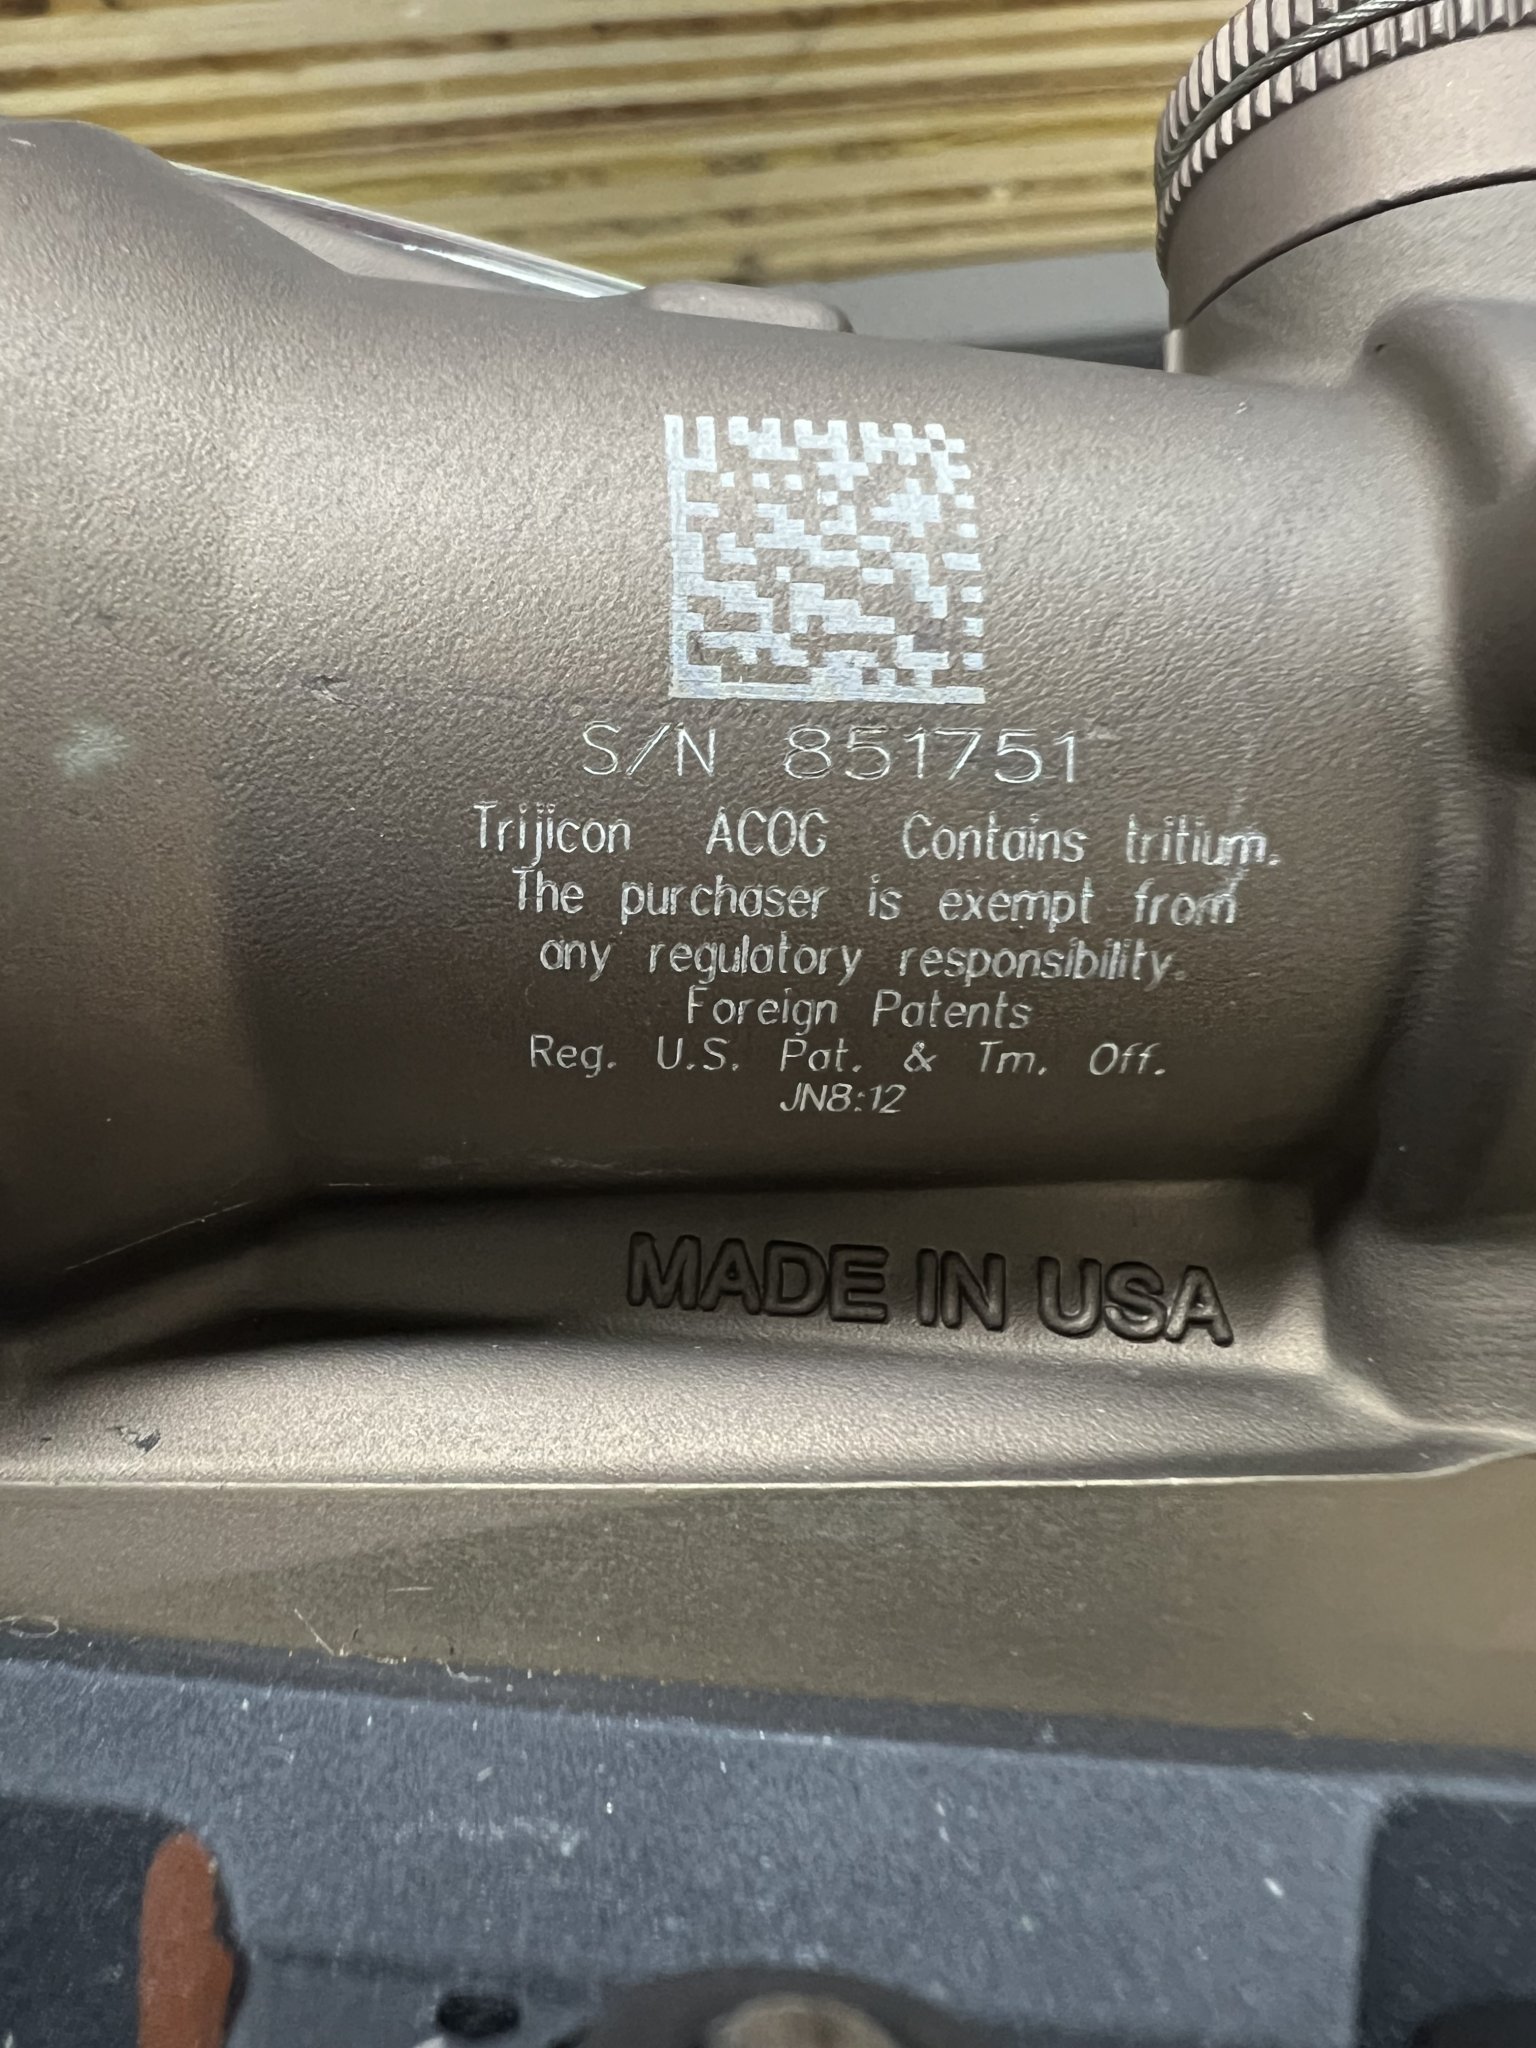 S/N 851751
Trijicon ACOG Contains tritium.
The purchaser is exempt from
any regulatory responsibility.
Foreign Patents
Reg. U.S. Pat. & Tm. Off.
JN8:12
MADE IN USA